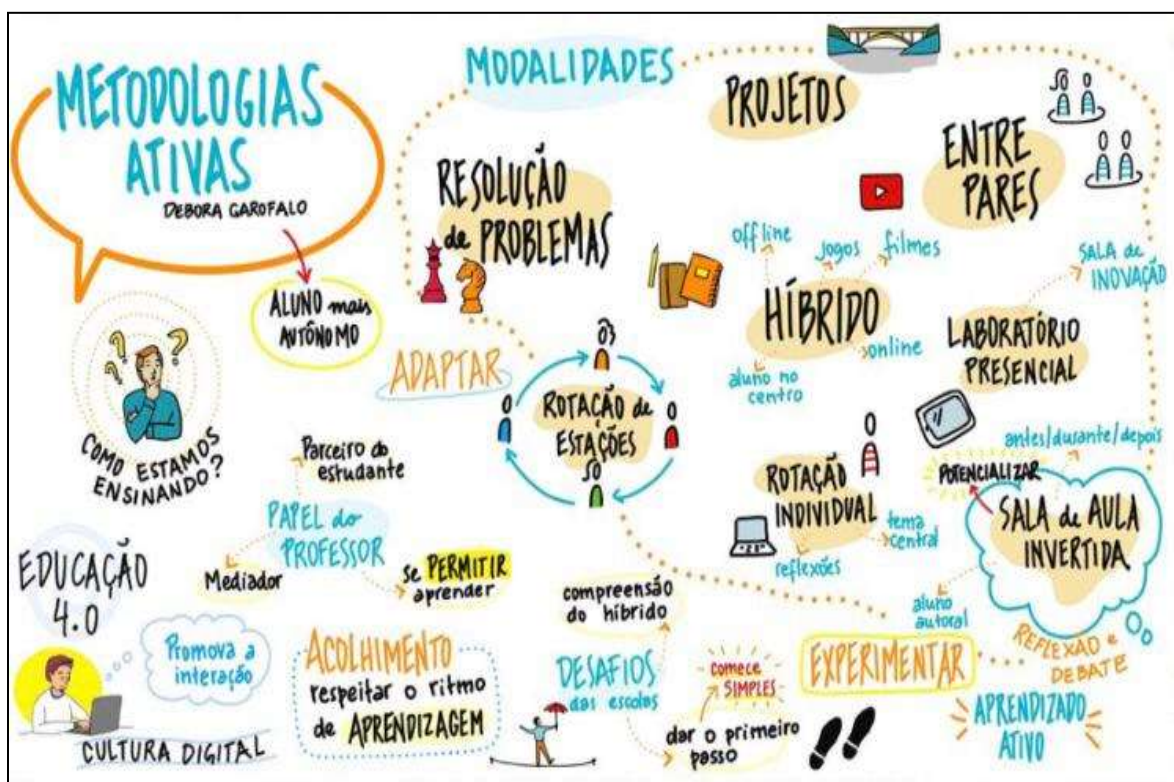 METODOLOGIAS
ATIVAS
DEBORA GAROFALO
ALUNO mais
AUTÔNOMO
COMO ESTAMOS
ENSINANDO?
MODALIDADES
RESOLUÇÃO
de PROBLEMAS
PROJETOS
ENTRE
PARES
offline
jogos
filmes
HÍBRIDO
online
aluno no
centro
SALA de
INOVAÇÃO
LABORATÓRIO
PRESENCIAL
ADAPTAR
ROTAÇÃO de
ESTAÇÕES
ROTAÇÃO
INDIVIDUAL
tema
central
reflexões
antes/durante/depois
POTENCIALIZAR
SALA de AULA
INVERTIDA
aluno
autoral
REFLEXÃO e
DEBATE
APRENDIZADO
ATIVO
Parceiro do
estudante
PAPEL do
PROFESSOR
Mediador
se PERMITIR
aprender
EDUCAÇÃO
4.0
Promova a
interação
CULTURA DIGITAL
ACOLHIMENTO
respeitar o ritmo
de APRENDIZAGEM
compreensão
do híbrido
DESAFIOS
das escolas
comece
SIMPLES
dar o primeiro
passo
EXPERIMENTAR